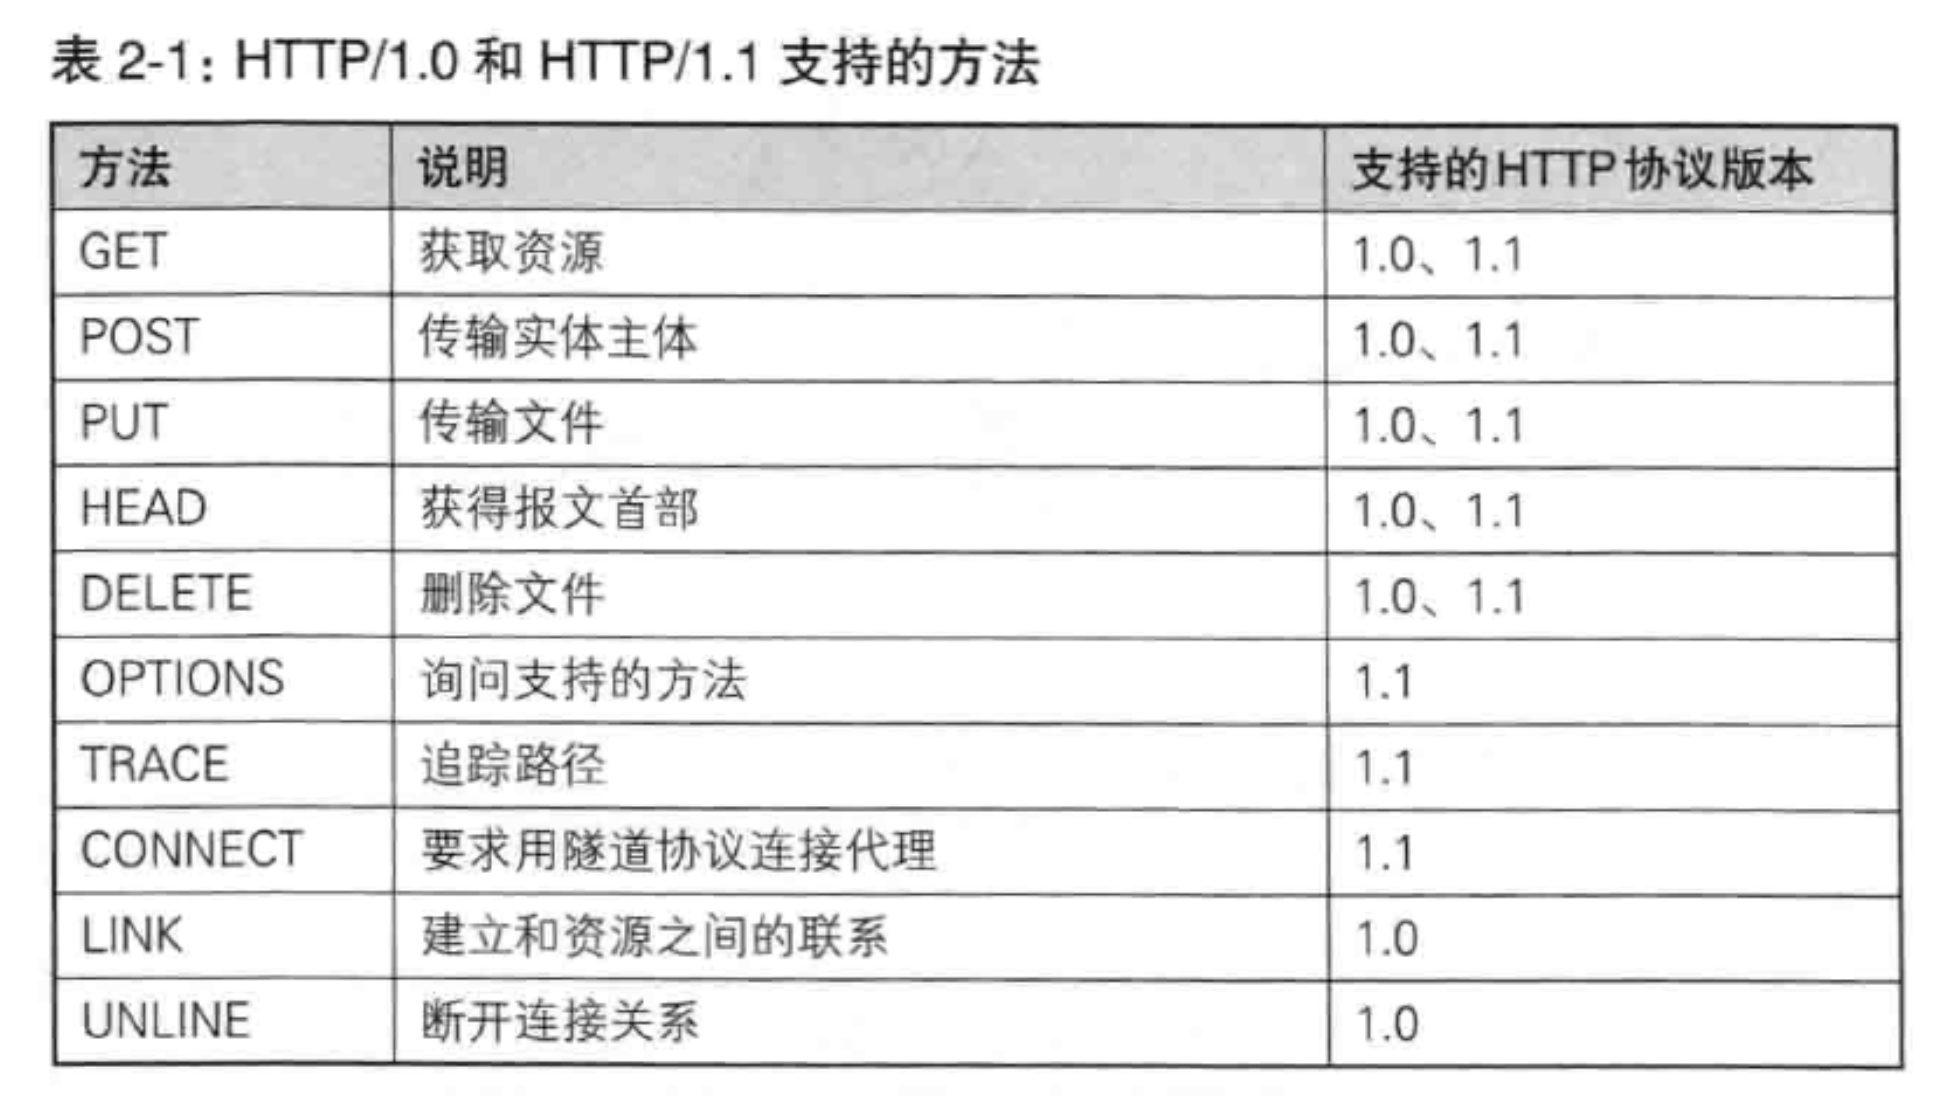 表 2-1：HTTP/1.0 和 HTTP/1.1 支持的方法
方法 说明 支持的HTTP协议版本
GET 获取资源 1.0、1.1
POST 传输实体主体 1.0、1.1
PUT 传输文件 1.0、1.1
HEAD 获得报文首部 1.0、1.1
DELETE 删除文件 1.0、1.1
OPTIONS 询问支持的方法 1.1
TRACE 追踪路径 1.1
CONNECT 要求用隧道协议连接代理 1.1
LINK 建立和资源之间的联系 1.0
UNLINE 断开连接关系 1.0